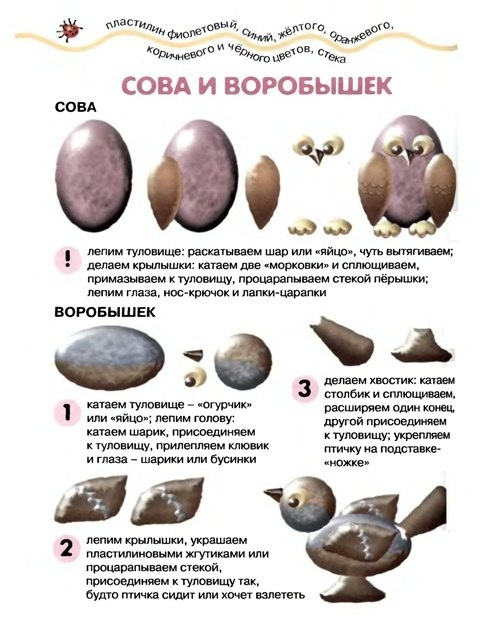 пластилин фиолетовый, синий, жёлтого, оранжевого,
коричневого и чёрного цветов, стека
СОВА И ВОРОБЫШЕК
СОВА
! лепим туловище: раскатываем шар или «яйцо», чуть вытягиваем;
делаем крылышки: катаем две «морковки» и сплющиваем,
примазываем к туловищу, процарапываем стекой пёрышки;
лепим глаза, нос-крючок и лапки-царапки
ВОРОБЫШЕК
1 катаем туловище – «огурчик»
или «яйцо»; лепим голову:
катаем шарик, присоединяем
к туловищу, прилепляем клювик
и глаза – шарики или бусинки
2 лепим крылышки, украшаем
пластилиновыми жгутиками или
процарапываем стекой,
присоединяем к туловищу так,
будто птичка сидит или хочет взлететь
3 делаем хвостик: катаем
столбик и сплющиваем,
расширяем один конец,
другой присоединяем
к туловищу; укрепляем
птичку на подставке-
«ножке»